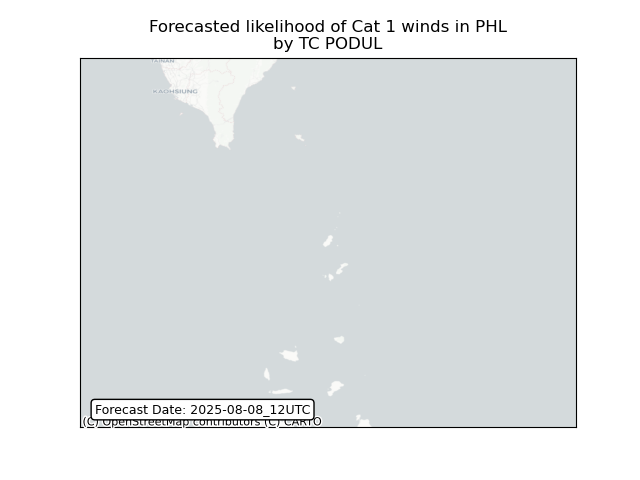 Forecasted likelihood of Cat 1 winds in PHL
by TC PODUL
TAINAN
KAOHSIUNG
Forecast Date: 2025-08-08_12UTC
(C) OpenStreetMap contributors (C) CARTO